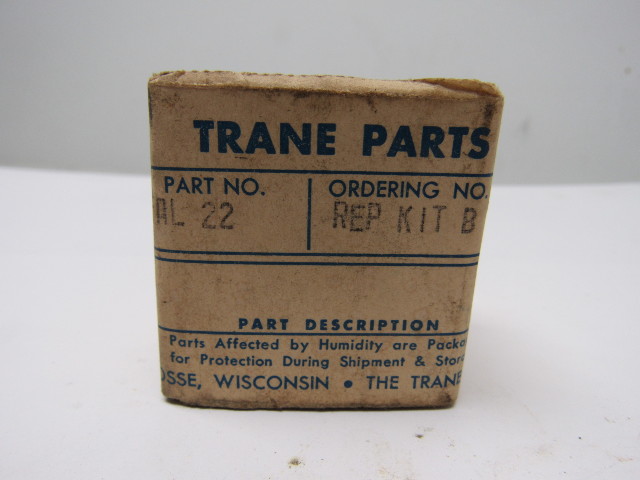 TRANE PARTS
PART NO. ORDERING NO.
AL 22 REP KIT B
PART DESCRIPTION
Parts Affected by Humidity are Packa
for Protection During Shipment & Stora
OSSE, WISCONSIN • THE TRANE